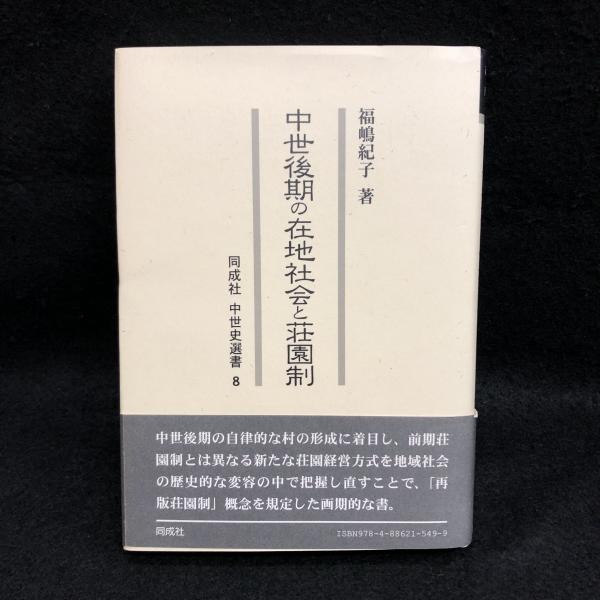 福嶋紀子 著
中世後期の在地社会と荘園制
同成社 中世史選書 8
中世後期の自律的な村の形成に着目し、前期荘
園制とは異なる新たな荘園経営方式を地域社会
の歴史的な変容の中で把握し直すことで、「再
版荘園制」概念を規定した画期的な書。
同成社
ISBN978-4-88621-549-9